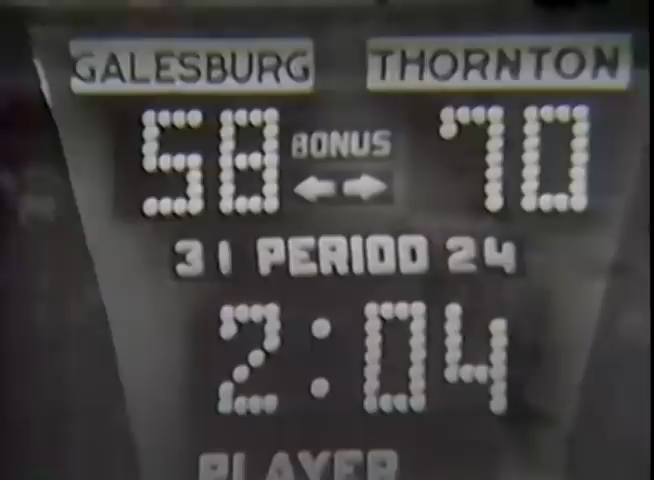 GALESBURG THORNTON
58 BONUS 70
31 PERIOD 24
2:04
PLAYER